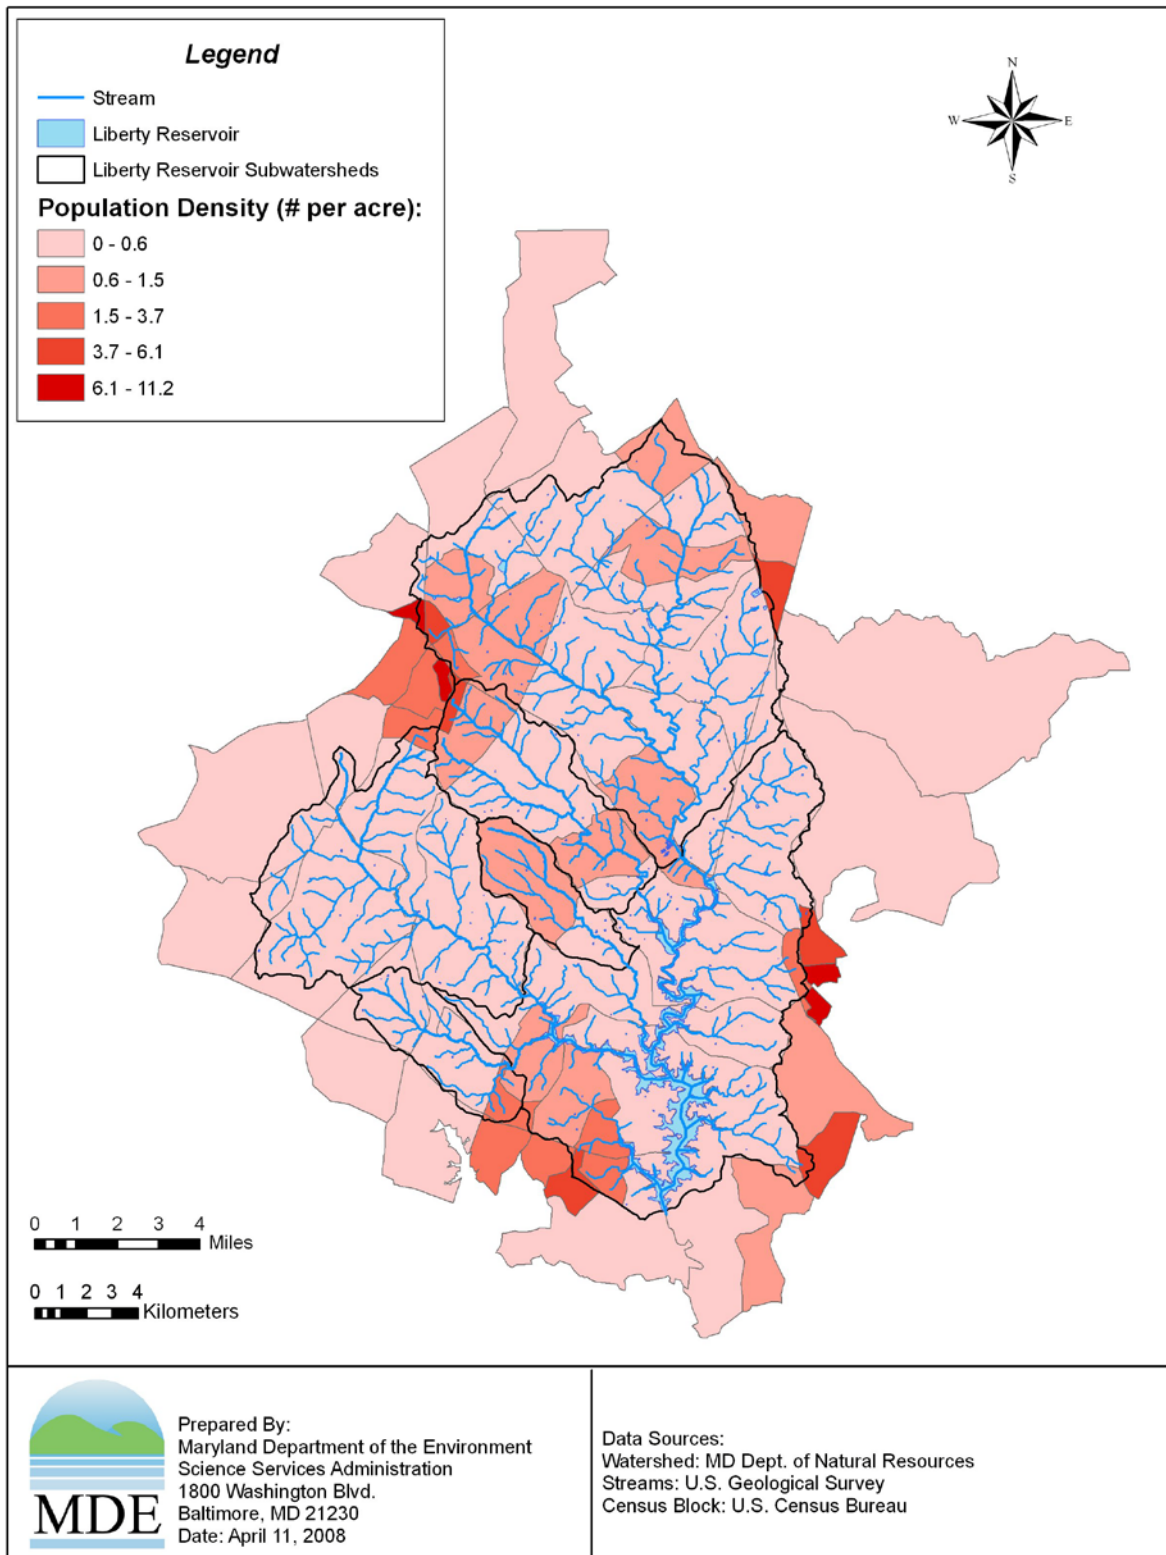 Legend
Stream
Liberty Reservoir
Liberty Reservoir Subwatersheds
Population Density (# per acre):
0 - 0.6
0.6 - 1.5
1.5 - 3.7
3.7 - 6.1
6.1 - 11.2
N
W E
S
0 1 2 3 4
Miles
0 1 2 3 4
Kilometers
MDE
Prepared By:
Maryland Department of the Environment
Science Services Administration
1800 Washington Blvd.
Baltimore, MD 21230
Date: April 11, 2008
Data Sources:
Watershed: MD Dept. of Natural Resources
Streams: U.S. Geological Survey
Census Block: U.S. Census Bureau